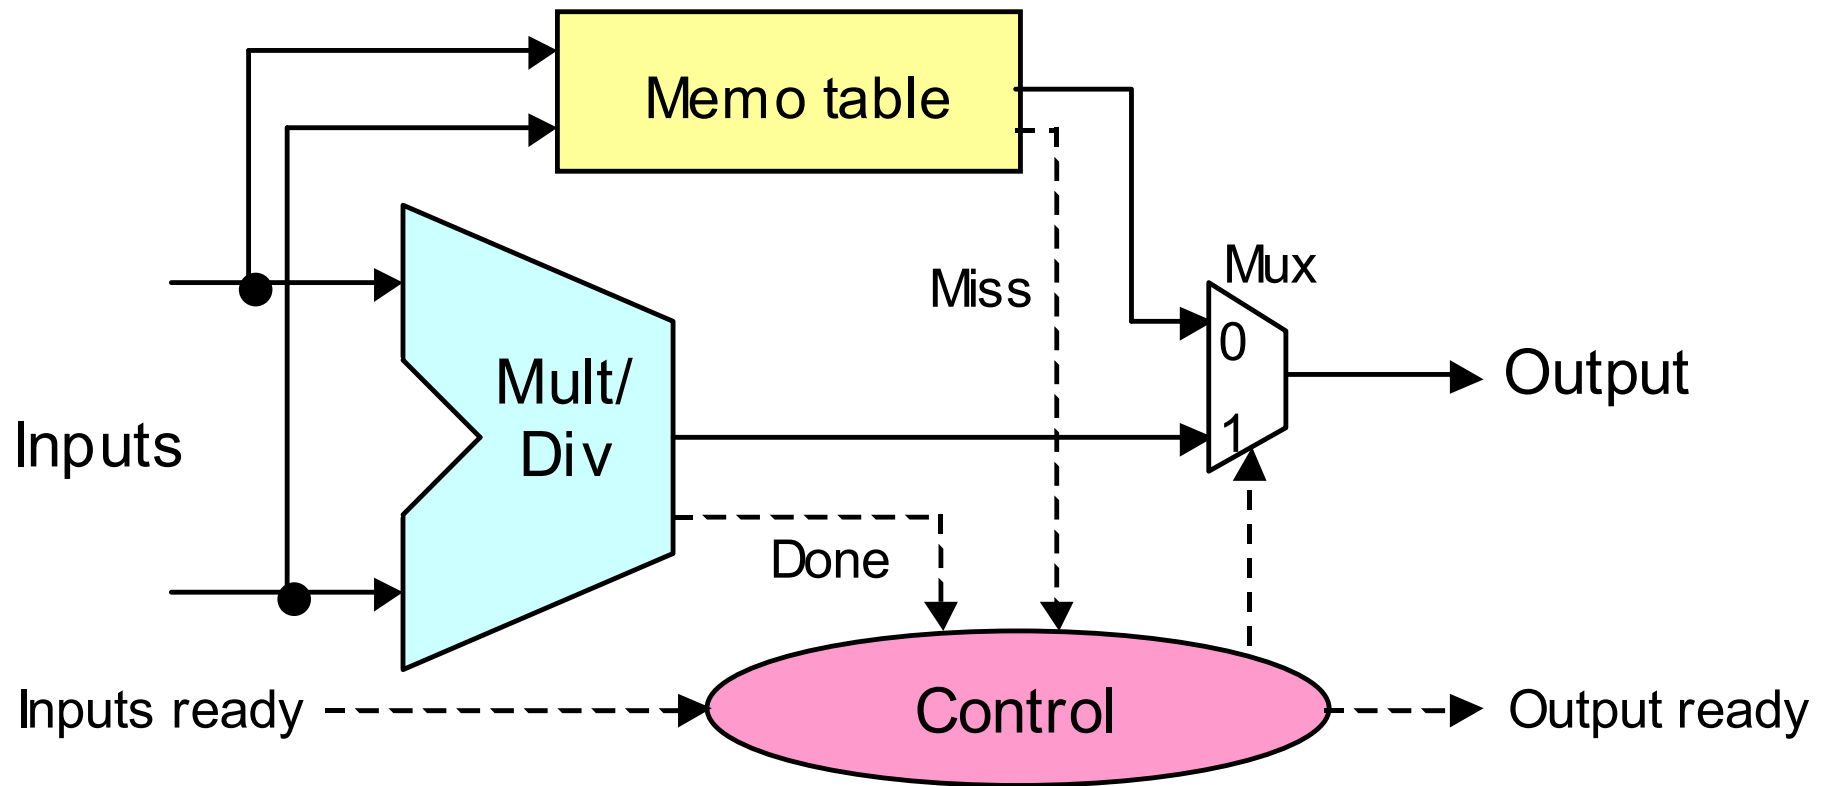 Memo table
Mux
Miss
0
Mult/
Div
Output
1
Inputs
Done
Inputs ready
Control
Output ready